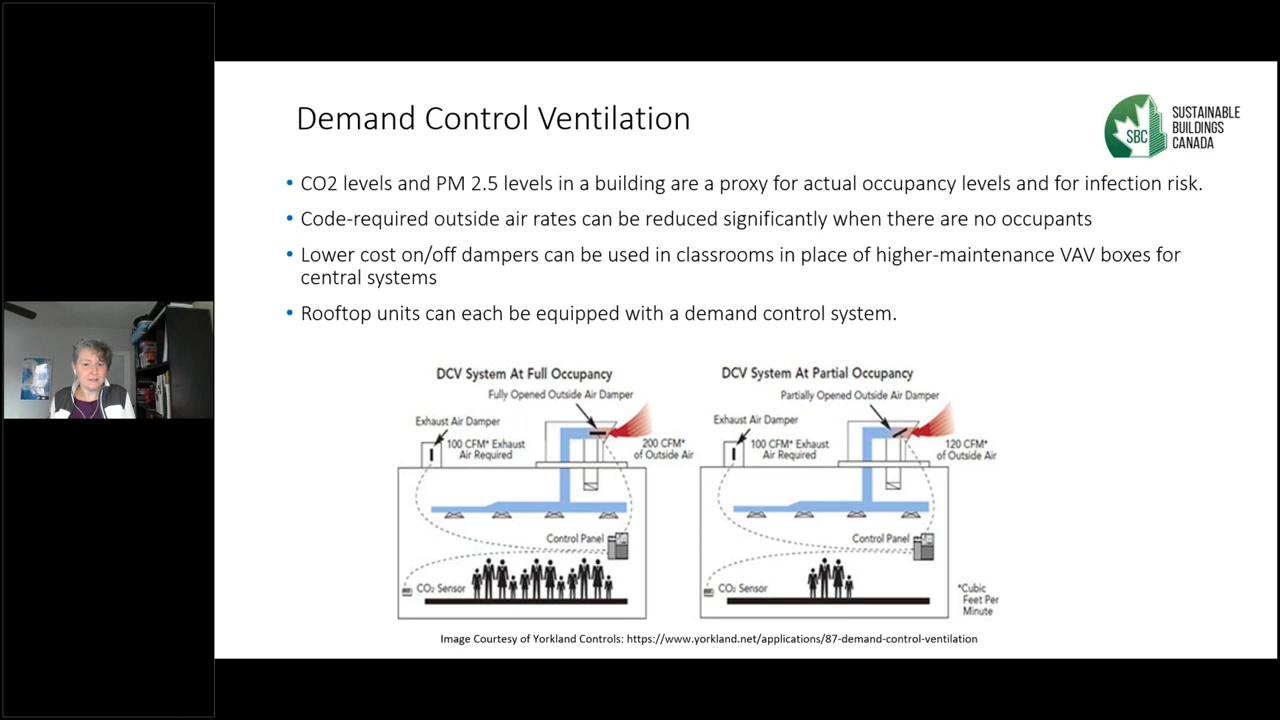 Demand Control Ventilation
SBC
SUSTAINABLE
BUILDINGS
CANADA
• CO2 levels and PM 2.5 levels in a building are a proxy for actual occupancy levels and for infection risk.
• Code-required outside air rates can be reduced significantly when there are no occupants
• Lower cost on/off dampers can be used in classrooms in place of higher-maintenance VAV boxes for
central systems
• Rooftop units can each be equipped with a demand control system.
DCV System At Full Occupancy
Fully Opened Outside Air Damper
Exhaust Air Damper
100 CFM* Exhaust
Air Required
200 CFM*
of Outside Air
Control Panel
CO₂ Sensor
DCV System At Partial Occupancy
Partially Opened Outside Air Damper
Exhaust Air Damper
100 CFM* Exhaust
Air Required
120 CFM*
of Outside Air
Control Panel
CO₂ Sensor
*Cubic
Feet Per
Minute
Image Courtesy of Yorkland Controls: https://www.yorkland.net/applications/87-demand-control-ventilation